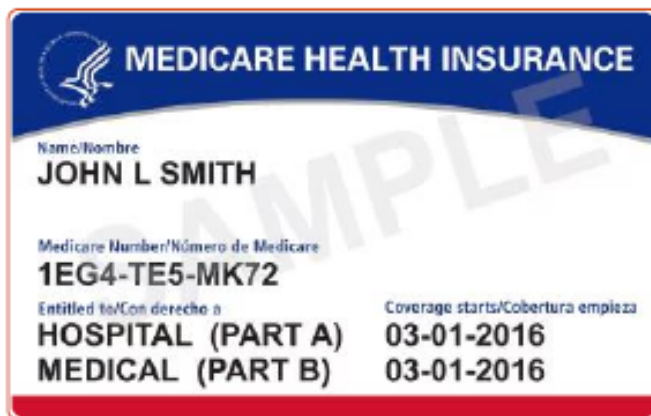 MEDICARE HEALTH INSURANCE
Name/Nombre
JOHN L SMITH
Medicare Number/Número de Medicare
1EG4-TE5-MK72
Entitled to/Con derecho a
Coverage starts/Cobertura empieza
HOSPITAL (PART A) 03-01-2016
MEDICAL (PART B) 03-01-2016
SAMPLE